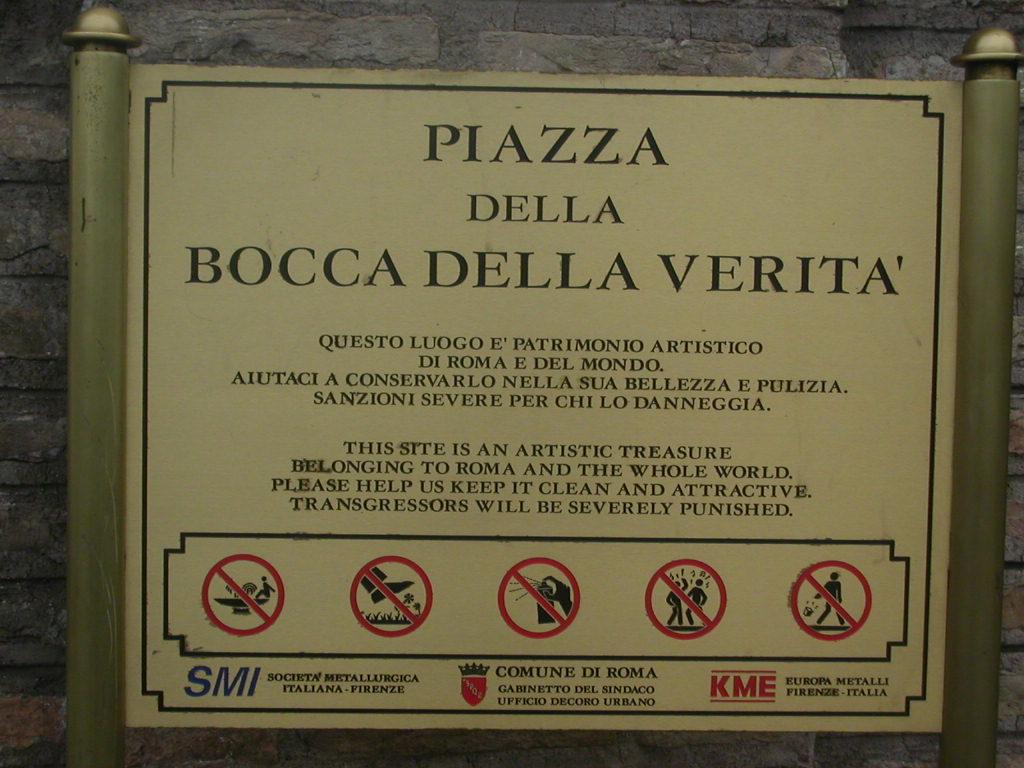 PIAZZA
DELLA
BOCCA DELLA VERITA'
QUESTO LUOGO E' PATRIMONIO ARTISTICO
DI ROMA E DEL MONDO.
AIUTACI A CONSERVARLO NELLA SUA BELLEZZA E PULIZIA.
SANZIONI SEVERE PER CHI LO DANNEGGIA.
THIS SITE IS AN ARTISTIC TREASURE
BELONGING TO ROMA AND THE WHOLE WORLD.
PLEASE HELP US KEEP IT CLEAN AND ATTRACTIVE.
TRANSGRESSORS WILL BE SEVERELY PUNISHED.
SMI
SOCIETA' METALLURGICA
ITALIANA - FIRENZE
COMUNE DI ROMA
GABINETTO DEL SINDACO
UFFICIO DECORO URBANO
KME
EUROPA METALLI
FIRENZE - ITALIA